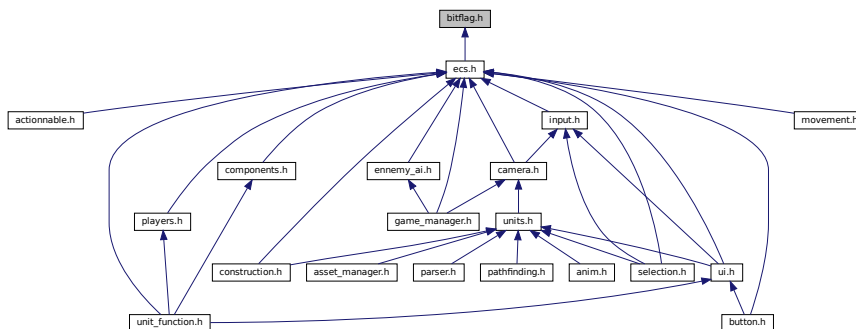 bitflag.h
ecs.h
actionnable.h
input.h
movement.h
components.h
ennemy_ai.h
camera.h
players.h
game_manager.h
units.h
construction.h
asset_manager.h
parser.h
pathfinding.h
anim.h
selection.h
ui.h
unit_function.h
button.h